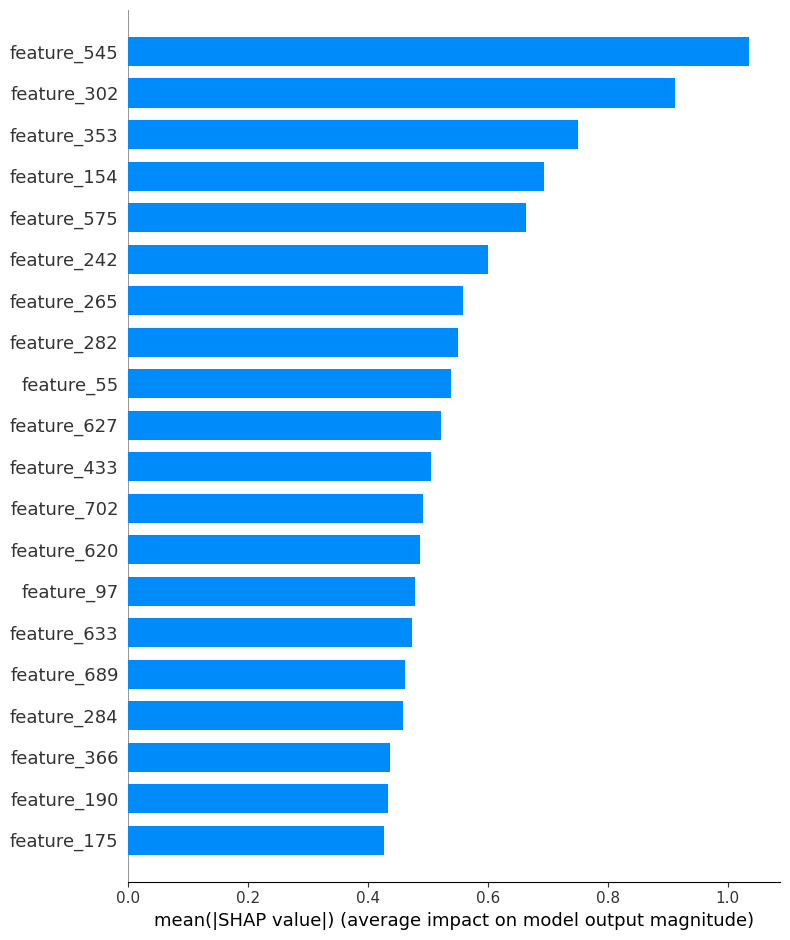 feature_545
feature_302
feature_353
feature_154
feature_575
feature_242
feature_265
feature_282
feature_55
feature_627
feature_433
feature_702
feature_620
feature_97
feature_633
feature_689
feature_284
feature_366
feature_190
feature_175
0.0 0.2 0.4 0.6 0.8 1.0
mean(|SHAP value|) (average impact on model output magnitude)